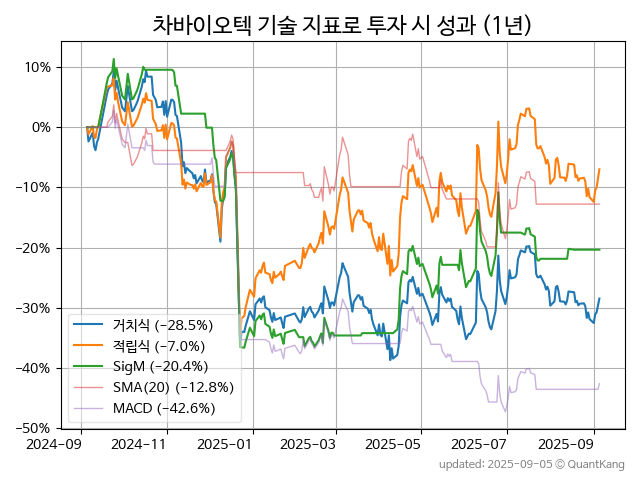 차바이오텍 기술 지표로 투자 시 성과 (1년)
10%
0%
−10%
−20%
−30%
−40%
−50%
거치식 (−28.5%)
적립식 (−7.0%)
SigM (−20.4%)
SMA(20) (−12.8%)
MACD (−42.6%)
2024-09
2024-11
2025-01
2025-03
2025-05
2025-07
2025-09
updated: 2025-09-05 © QuantKang